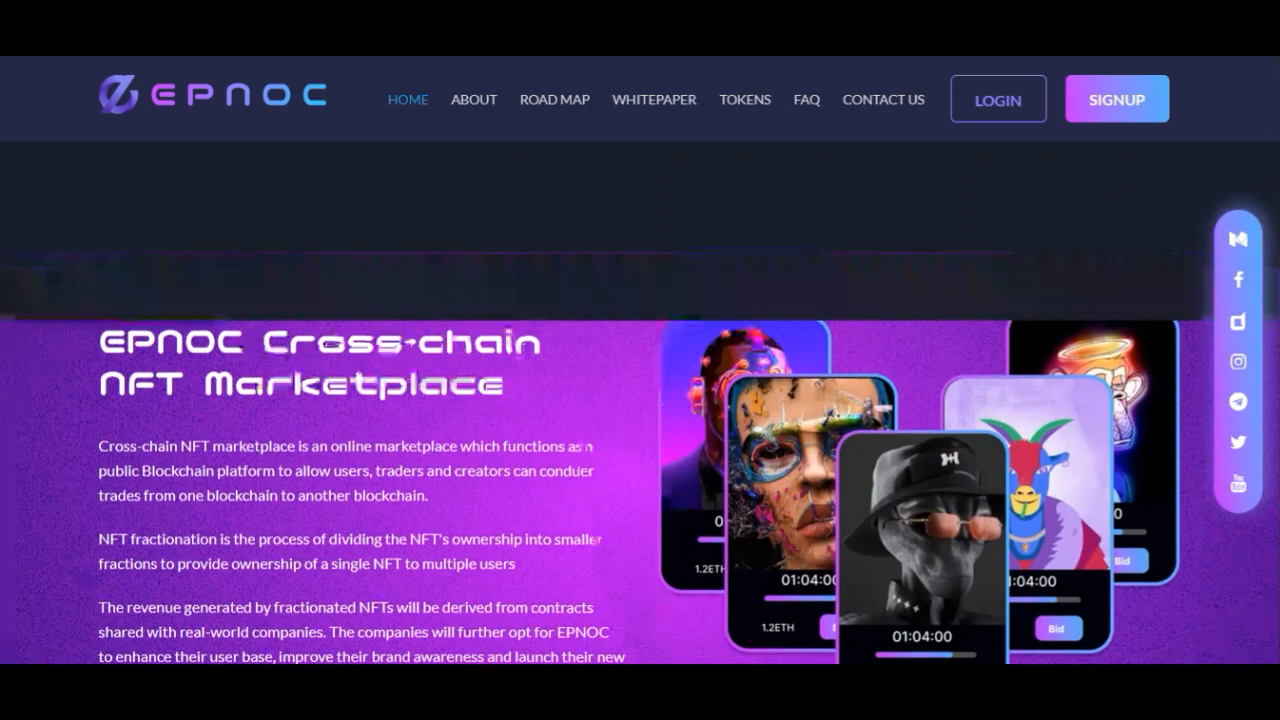 EPNOC
HOME ABOUT ROAD MAP WHITEPAPER TOKENS FAQ CONTACT US LOGIN SIGNUP
EPNOC Cross-chain
NFT Marketplace
Cross-chain NFT marketplace is an online marketplace which functions as
public Blockchain platform to allow users, traders and creators can
trades from one blockchain to another blockchain.
NFT fractionation is the process of dividing the NFT's ownership into smaller
fractions to provide ownership of a single NFT to multiple users
The revenue generated by fractionated NFTs will be derived from contracts
shared with real-world companies. The companies will further opt for EPNOC
to enhance their user base, improve their brand awareness and launch their new
1.2ETH
01:04:00
1.2ETH
01:04:00
:04:00
Bid
Bid
You
Tube